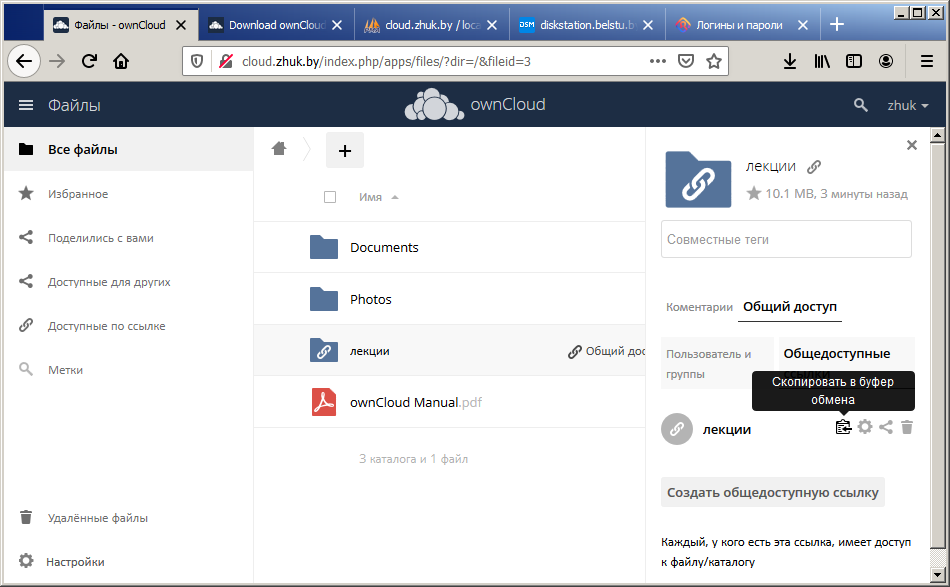 Файлы - ownCloud
Download ownCloud
cloud.zhuk.by / loca
diskstation.belstu.b
Логины и пароли
cloud.zhuk.by/index.php/apps/files/?dir=/&fileid=3
Файлы
ownCloud
zhuk
Все файлы
Избранное
Поделились с вами
Доступные для других
Доступные по ссылке
Метки
Удалённые файлы
Настройки
Имя
Documents
Photos
лекции
Общий дос
ownCloud Manual.pdf
3 каталога и 1 файл
лекции
10.1 MB, 3 минуты назад
Совместные теги
Коментарии
Общий доступ
Пользователь и
группы
Общедоступные
ссылки
Скопировать в буфер
обмена
лекции
Создать общедоступную ссылку
Каждый, у кого есть эта ссылка, имеет доступ
к файлу/каталогу